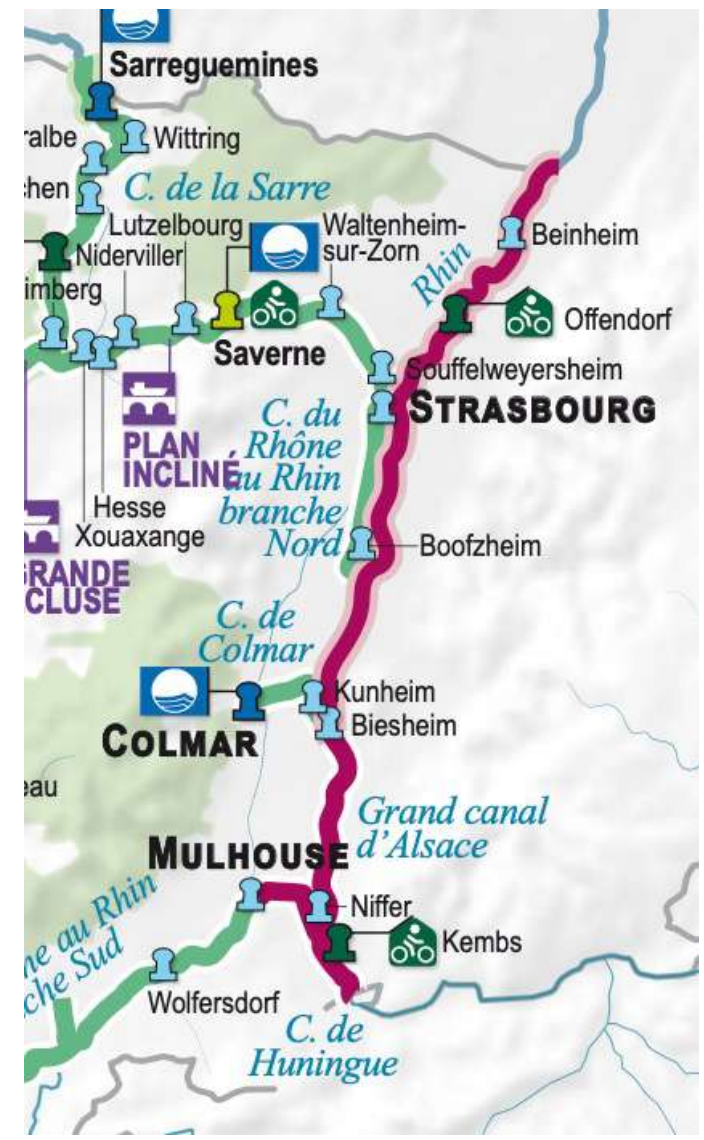 Sarreguemines
ralbe
Wittring
chen
C. de la Sarre
Lutzelbourg
Waltenheim-
sur-Zorn
Rhin
Beinheim
Niderviller
imberg
Offendorf
Saverne
Souffelweyersheim
STRASBOURG
C. du
Rhône
au Rhin
branche
Nord
PLAN
INCLINÉ
Hesse
Xouaxange
Boofzheim
GRANDE
CLUSE
C. de
Colmar
Kunheim
Biesheim
COLMAR
eau
Grand canal
d'Alsace
MULHOUSE
Niffer
ne au Rhin
che Sud
Kembs
Wolfersdorf
C. de
Huningue